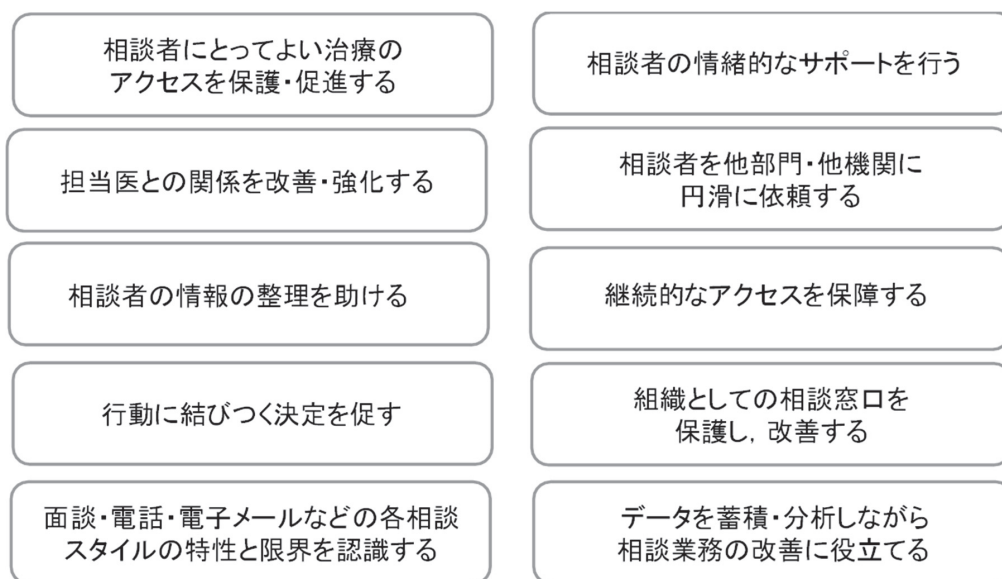 相談者にとってよい治療の
アクセスを保護・促進する
相談者の情緒的なサポートを行う
担当医との関係を改善・強化する
相談者を他部門・他機関に
円滑に依頼する
相談者の情報の整理を助ける
継続的なアクセスを保障する
行動に結びつく決定を促す
組織としての相談窓口を
保護し，改善する
面談・電話・電子メールなどの各相談
スタイルの特性と限界を認識する
データを蓄積・分析しながら
相談業務の改善に役立てる